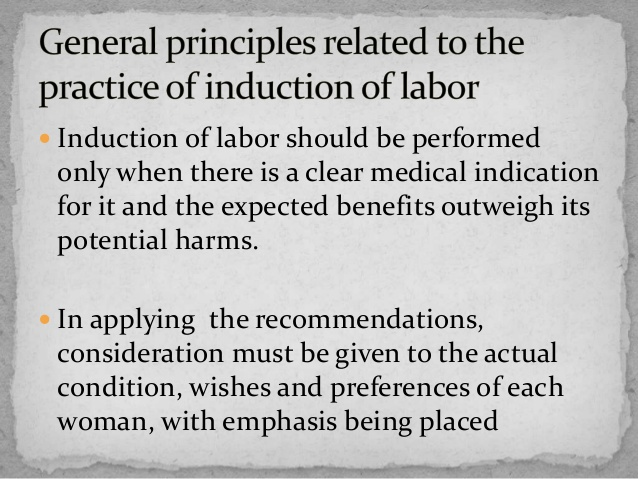 General principles related to the
practice of induction of labor
• Induction of labor should be performed
only when there is a clear medical indication
for it and the expected benefits outweigh its
potential harms.
• In applying  the recommendations,
consideration must be given to the actual
condition, wishes and preferences of each
woman, with emphasis being placed